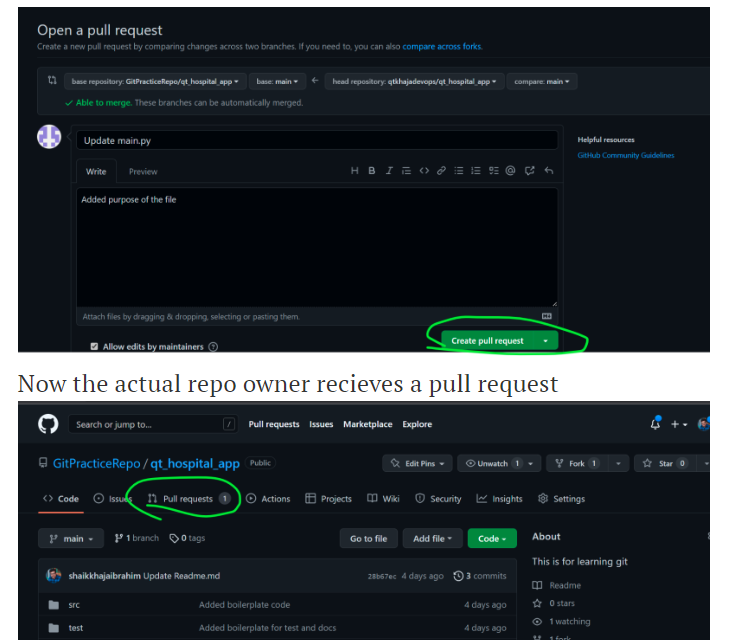 Open a pull request
Create a new pull request by comparing changes across two branches. If you need to, you can also compare across forks.
base repository: GitPracticeRepo/qt_hospital_app base: main head repository: qtkhajadevops/qt_hospital_app compare: main
Able to merge. These branches can be automatically merged.
Update main.py
Helpful resources
GitHub Community Guidelines
Write Preview
Added purpose of the file
Attach files by dragging & dropping, selecting or pasting them.
Allow edits by maintainers
Create pull request
Now the actual repo owner recieves a pull request
Search or jump to... / Pull requests Issues Marketplace Explore
GitPracticeRepo / qt_hospital_app Public Edit Pins Unwatch 1 Fork 1 Star 0
Code Issues Pull requests 1 Actions Projects Wiki Security Insights Settings
main 1 branch 0 tags Go to file Add file Code About
shaikkhajaibrahim Update Readme.md 28b67ec 4 days ago 3 commits
This is for learning git
src Added boilerplate code 4 days ago
Readme
0 stars
test Added boilerplate for test and docs 4 days ago
1 watching
1 fork